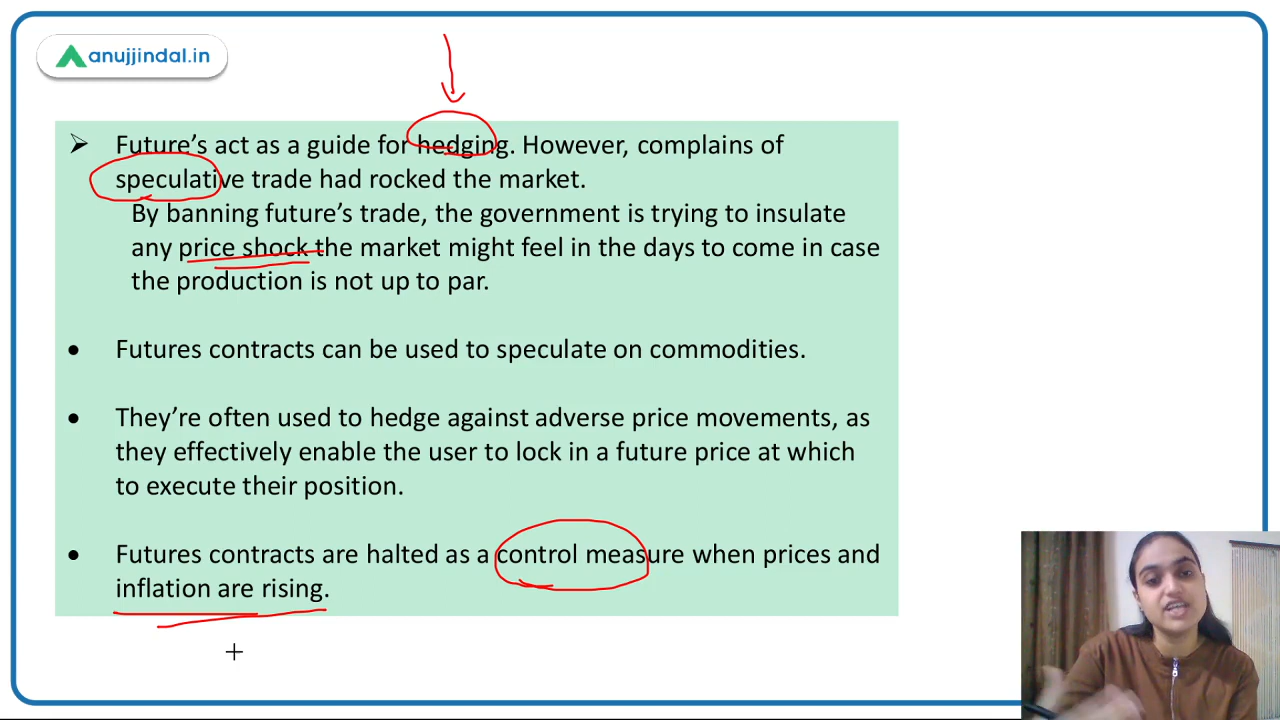 anujjindal.in
Future's act as a guide for hedging. However, complains of
speculative trade had rocked the market.
By banning future's trade, the government is trying to insulate
any price shock the market might feel in the days to come in case
the production is not up to par.
Futures contracts can be used to speculate on commodities.
They're often used to hedge against adverse price movements, as
they effectively enable the user to lock in a future price at which
to execute their position.
Futures contracts are halted as a control measure when prices and
inflation are rising.